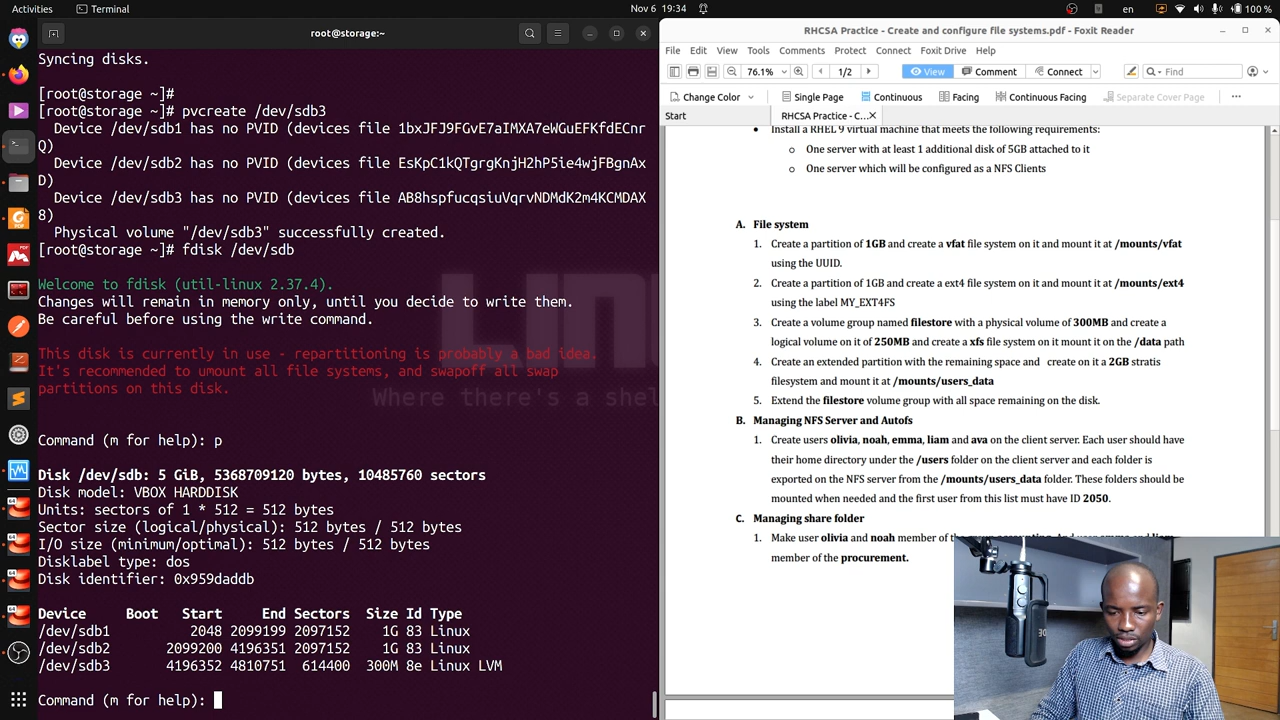 Activities
Terminal
Nov 6 19:34
100 %
root@storage:~
Syncing disks.
[root@storage ~]#
[root@storage ~]# pvcreate /dev/sdb3
Device /dev/sdb1 has no PVID (devices file 1bxJFJ9FGvE7aIMXA7eWGuEFKfdECnr
Q)
Device /dev/sdb2 has no PVID (devices file EsKpC1kQTgrgKnjH2hP5ie4wjFBgnAx
D)
Device /dev/sdb3 has no PVID (devices file AB8hspfucqsiuVqrvNDMdK2m4KCMDAX
8)
Physical volume "/dev/sdb3" successfully created.
[root@storage ~]# fdisk /dev/sdb
Welcome to fdisk (util-linux 2.37.4).
Changes will remain in memory only, until you decide to write them.
Be careful before using the write command.
This disk is currently in use - repartitioning is probably a bad idea.
It's recommended to umount all file systems, and swapoff all swap
partitions on this disk.
Where there's a shel
Command (m for help): p
Disk /dev/sdb: 5 GiB, 5368709120 bytes, 10485760 sectors
Disk model: VBOX HARDDISK
Units: sectors of 1 * 512 = 512 bytes
Sector size (logical/physical): 512 bytes / 512 bytes
I/O size (minimum/optimal): 512 bytes / 512 bytes
Disklabel type: dos
Disk identifier: 0x959daddb
Device Boot Start End Sectors Size Id Type
/dev/sdb1 2048 2099199 2097152 1G 83 Linux
/dev/sdb2 2099200 4196351 2097152 1G 83 Linux
/dev/sdb3 4196352 4810751 614400 300M 8e Linux LVM
Command (m for help):
RHCSA Practice - Create and configure file systems.pdf - Foxit Reader
File Edit View Tools Comments Protect Connect Foxit Drive Help
76.1% 1/2 View Comment Connect Find
Change Color Single Page Continuous Facing Continuous Facing Separate Cover Page
Start RHCSA Practice - C...
• Install a RHEL 9 virtual machine that meets the following requirements:
o One server with at least 1 additional disk of 5GB attached to it
o One server which will be configured as a NFS Clients
A. File system
1. Create a partition of 1GB and create a vfat file system on it and mount it at /mounts/vfat
using the UUID.
2. Create a partition of 1GB and create a ext4 file system on it and mount it at /mounts/ext4
using the label MY_EXT4FS
3. Create a volume group named filestore with a physical volume of 300MB and create a
logical volume on it of 250MB and create a xfs file system on it mount it on the /data path
4. Create an extended partition with the remaining space and create on it a 2GB stratis
filesystem and mount it at /mounts/users_data
5. Extend the filestore volume group with all space remaining on the disk.
B. Managing NFS Server and Autofs
1. Create users olivia, noah, emma, liam and ava on the client server. Each user should have
their home directory under the /users folder on the client server and each folder is
exported on the NFS server from the /mounts/users_data folder. These folders should be
mounted when needed and the first user from this list must have ID 2050.
C. Managing share folder
1. Make user olivia and noah member of
member of the procurement.